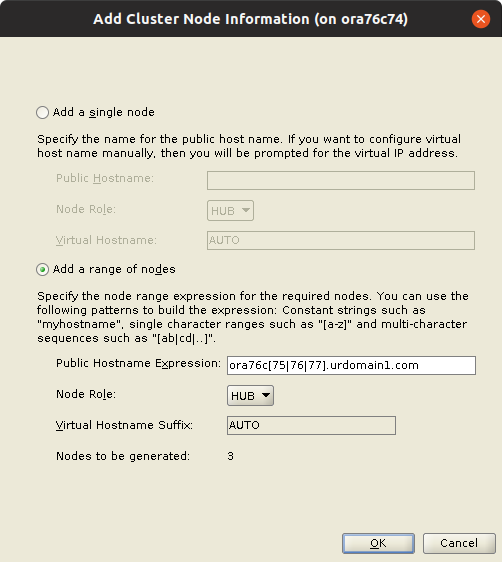 Add Cluster Node Information (on ora76c74)
Add a single node
Specify the name for the public host name. If you want to configure virtual
host name manually, then you will be prompted for the virtual IP address.
Public Hostname:
Node Role: HUB
Virtual Hostname: AUTO
Add a range of nodes
Specify the node range expression for the required nodes. You can use the
following patterns to build the expression: Constant strings such as
"myhostname", single character ranges such as "[a-z]" and multi-character
sequences such as "[ab|cd|..]".
Public Hostname Expression: ora76c[75|76|77].urdomain1.com
Node Role: HUB
Virtual Hostname Suffix: AUTO
Nodes to be generated: 3
OK Cancel